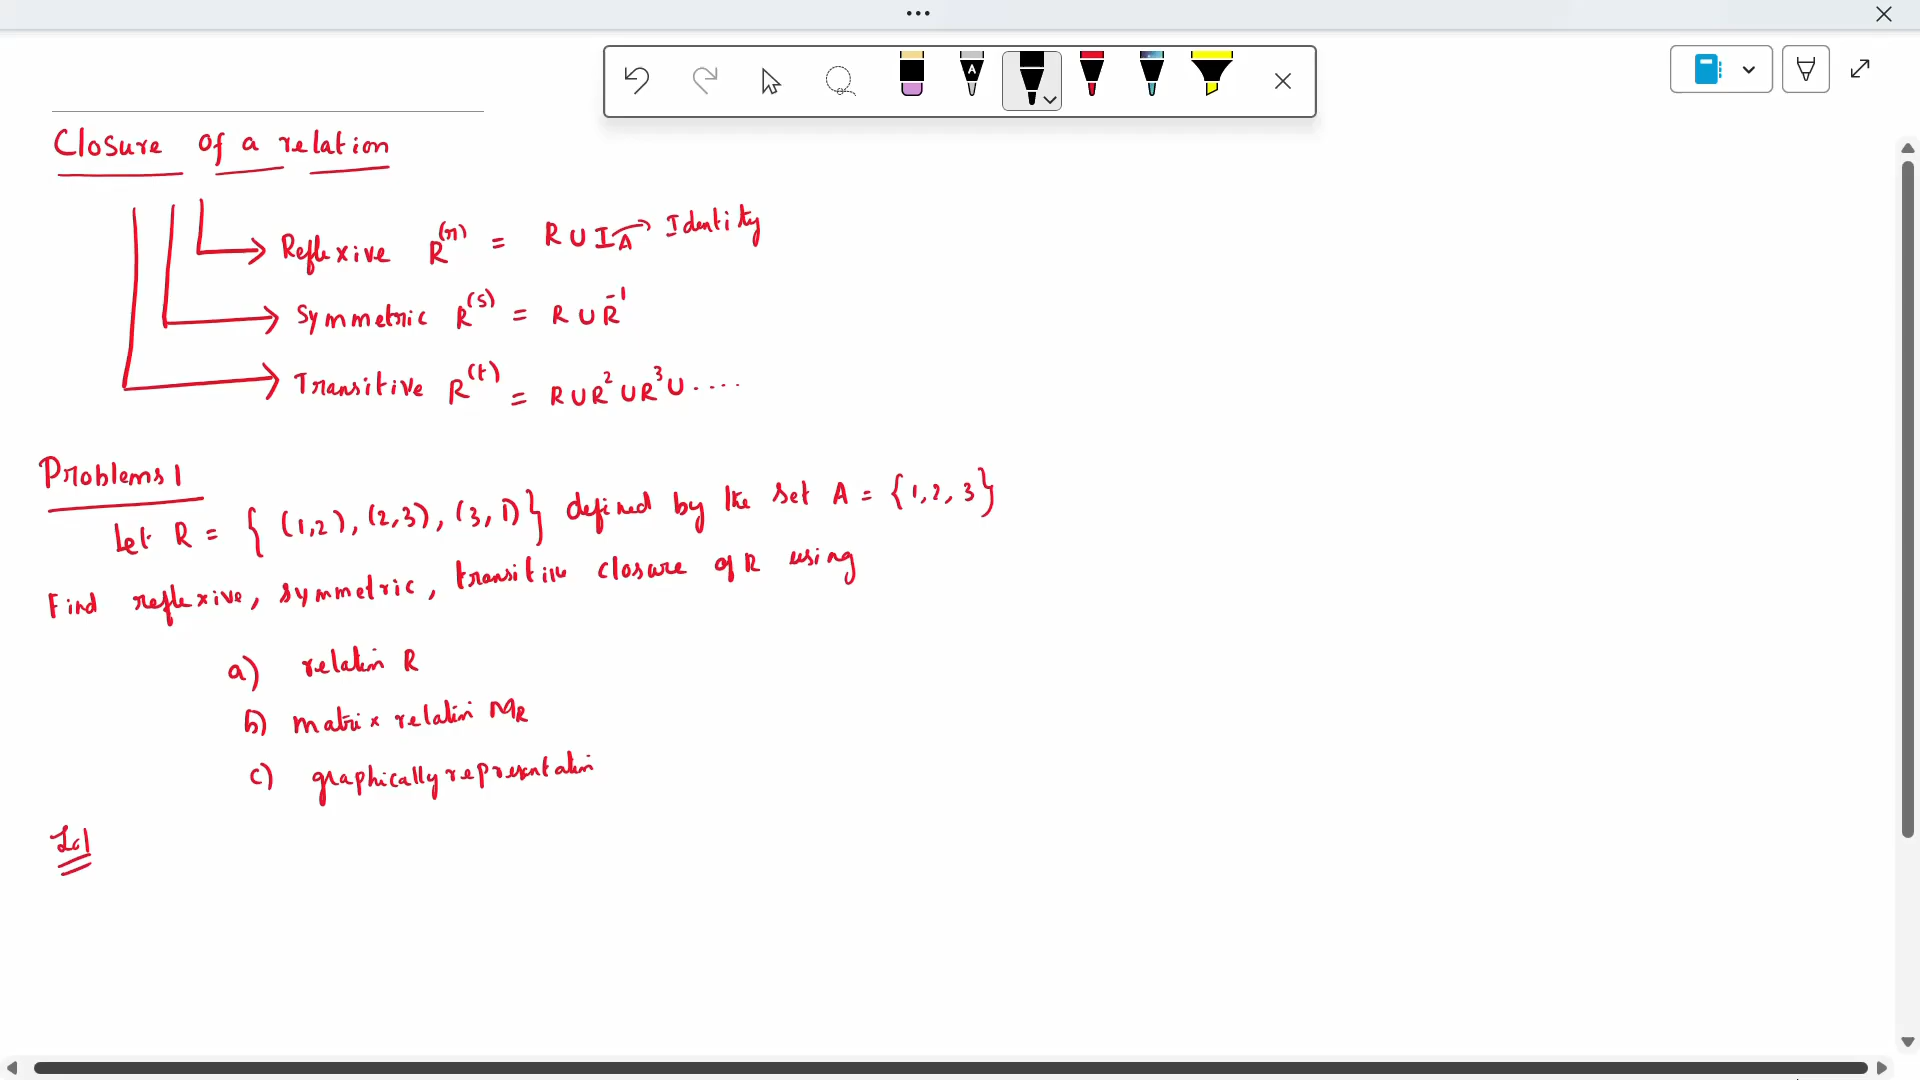 Closure of a relation
Reflexive R^(r) = R ∪ I_A → Identity
Symmetric R^(s) = R ∪ R^-1
Transitive R^(t) = R ∪ R^2 ∪ R^3 ∪ ....
Problems 1
Let R = { (1,2), (2,3), (3,1) } defined by the set A = {1,2,3}
Find reflexive, symmetric, transitive closure of R using
a) relation R
b) matrix relation M_R
c) graphically representation
Sol